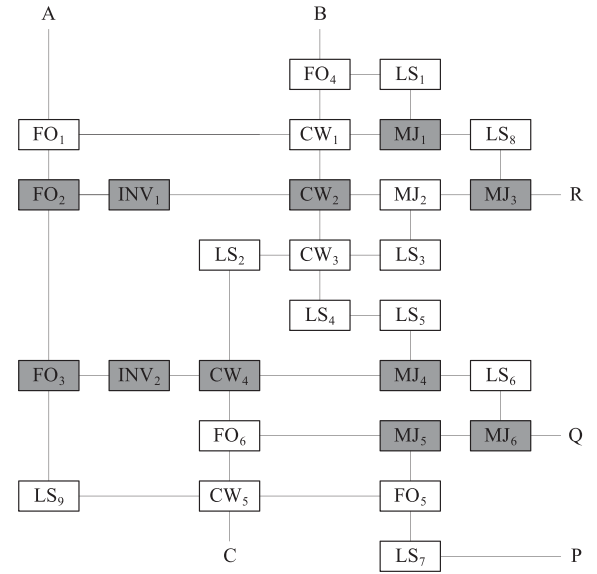 A B
FO₄ LS₁
FO₁ CW₁ MJ₁ LS₈
FO₂ INV₁ CW₂ MJ₂ MJ₃ R
LS₂ CW₃ LS₃
LS₄ LS₅
FO₃ INV₂ CW₄ MJ₄ LS₆
FO₆ MJ₅ MJ₆ Q
LS₉ CW₅ FO₅
C LS₇ P